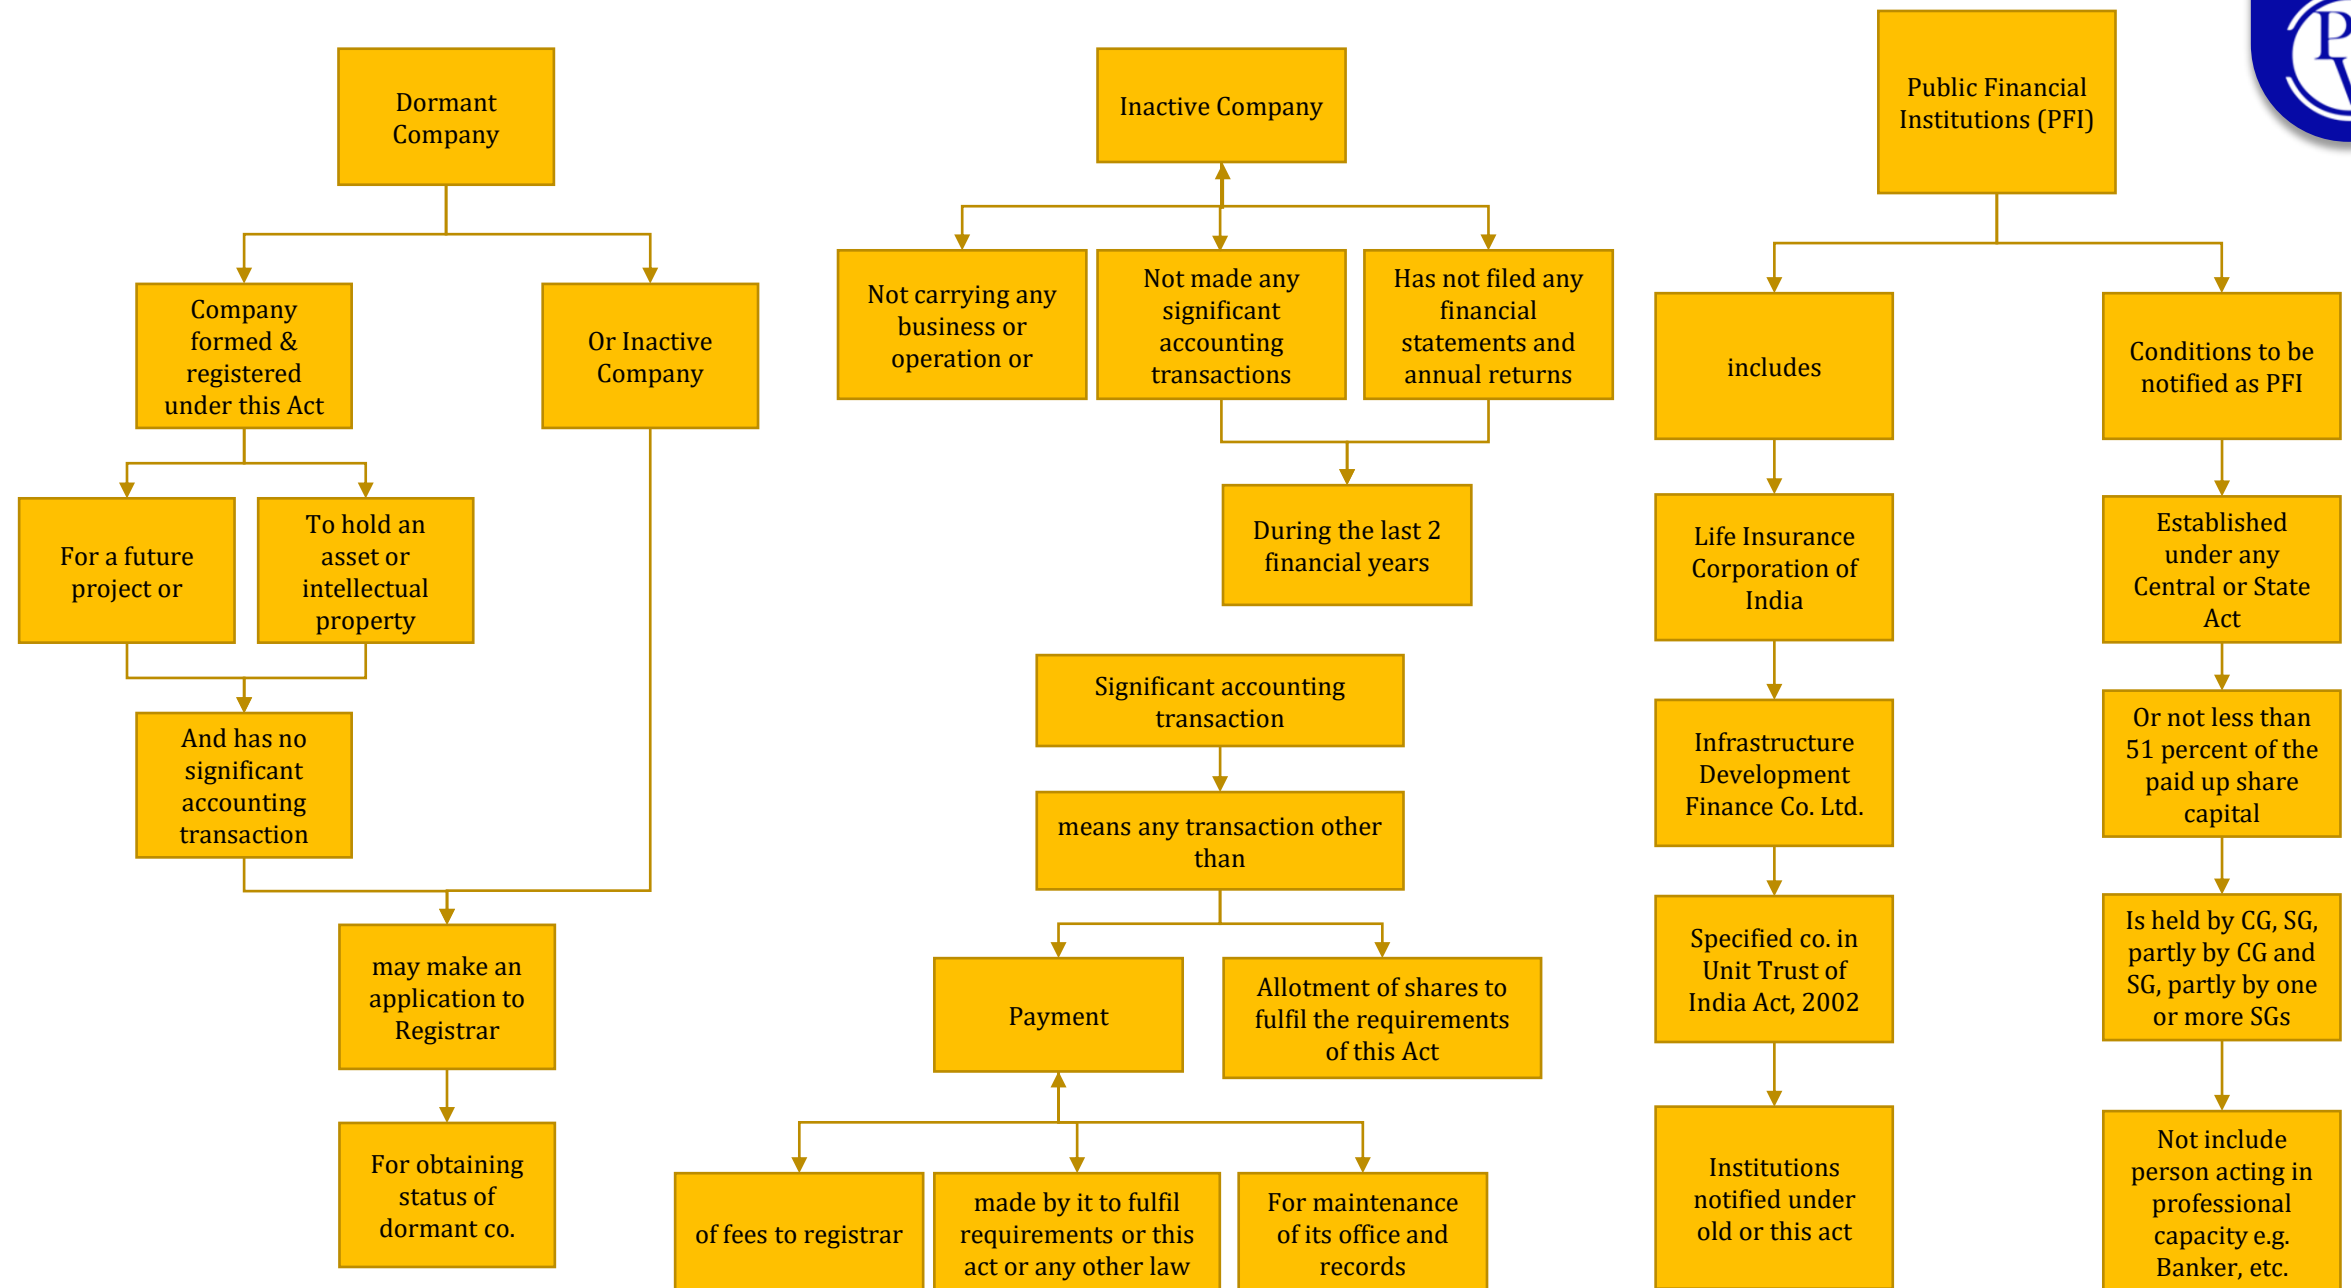 Dormant
Company
Company
formed &
registered
under this Act
Or Inactive
Company
For a future
project or
To hold an
asset or
intellectual
property
And has no
significant
accounting
transaction
may make an
application to
Registrar
For obtaining
status of
dormant co.
Inactive Company
Not carrying any
business or
operation or
Not made any
significant
accounting
transactions
Has not filed any
financial
statements and
annual returns
During the last 2
financial years
Significant accounting
transaction
means any transaction other
than
Payment
Allotment of shares to
fulfil the requirements
of this Act
of fees to registrar
made by it to fulfil
requirements or this
act or any other law
For maintenance
of its office and
records
Public Financial
Institutions (PFI)
includes
Life Insurance
Corporation of
India
Infrastructure
Development
Finance Co. Ltd.
Specified co. in
Unit Trust of
India Act, 2002
Institutions
notified under
old or this act
Conditions to be
notified as PFI
Established
under any
Central or State
Act
Or not less than
51 percent of the
paid up share
capital
Is held by CG, SG,
partly by CG and
SG, partly by one
or more SGs
Not include
person acting in
professional
capacity e.g.
Banker, etc.